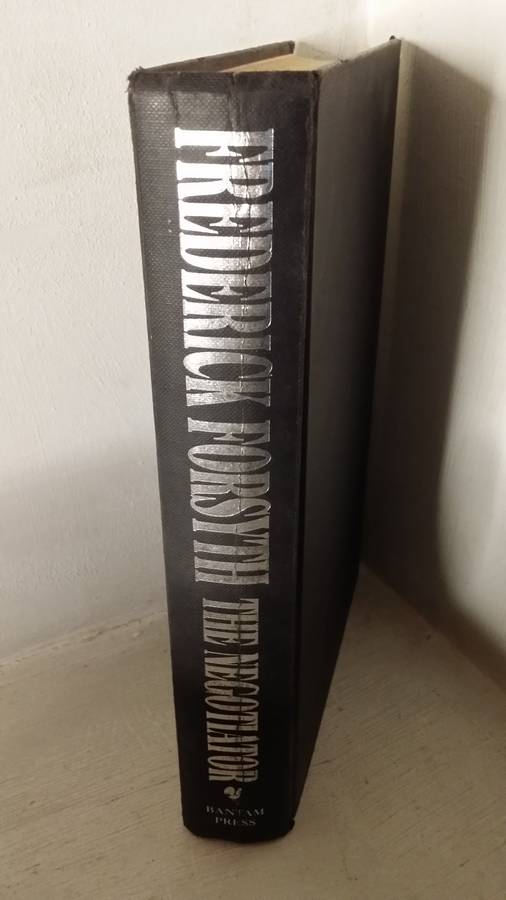 FREDERICK FORSYTH THE NEGOTIATOR
BANTAM
PRESS